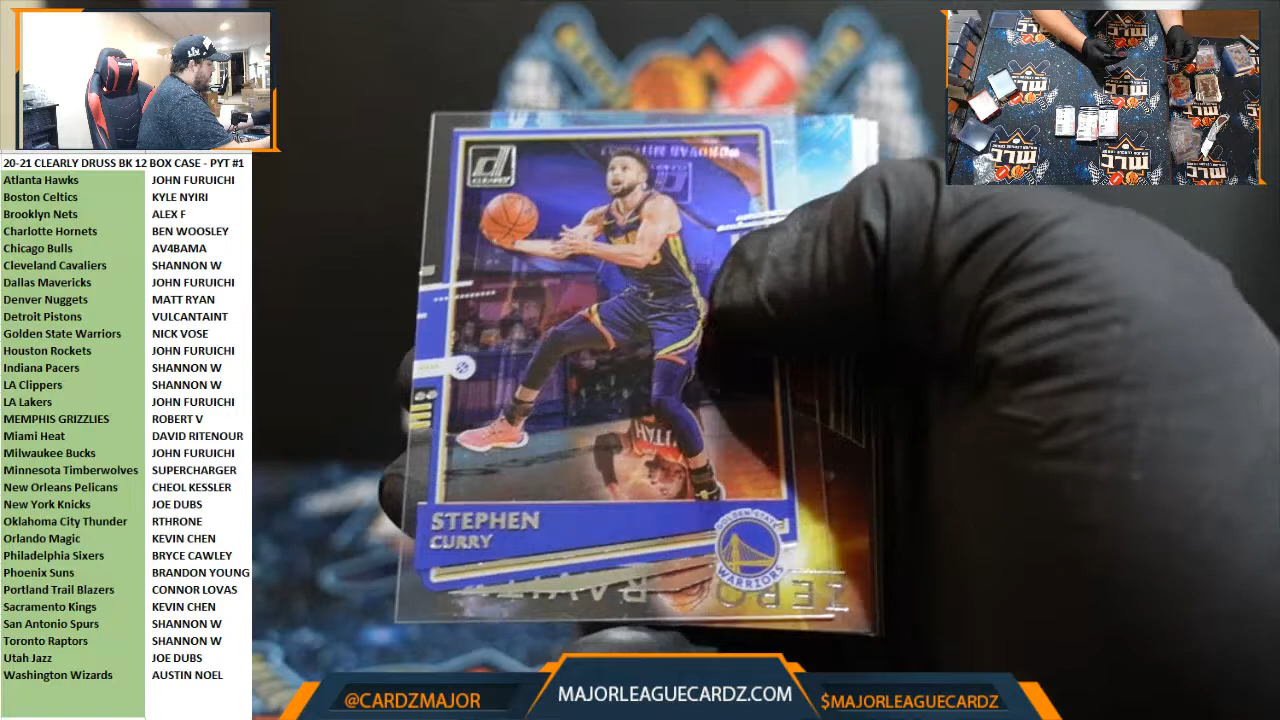 20-21 CLEARLY DRUSS BK 12 BOX CASE - PYT #1
Atlanta Hawks JOHN FURUICHI
Boston Celtics KYLE NYIRI
Brooklyn Nets ALEX F
Charlotte Hornets BEN WOOSLEY
Chicago Bulls AV4BAMA
Cleveland Cavaliers SHANNON W
Dallas Mavericks JOHN FURUICHI
Denver Nuggets MATT RYAN
Detroit Pistons VULCANTAINT
Golden State Warriors NICK VOSE
Houston Rockets JOHN FURUICHI
Indiana Pacers SHANNON W
LA Clippers SHANNON W
LA Lakers JOHN FURUICHI
MEMPHIS GRIZZLIES ROBERT V
Miami Heat DAVID RITENOUR
Milwaukee Bucks JOHN FURUICHI
Minnesota Timberwolves SUPERCHARGER
New Orleans Pelicans CHEOL KESSLER
New York Knicks JOE DUBS
Oklahoma City Thunder RTHRONE
Orlando Magic KEVIN CHEN
Philadelphia Sixers BRYCE CAWLEY
Phoenix Suns BRANDON YOUNG
Portland Trail Blazers CONNOR LOVAS
Sacramento Kings KEVIN CHEN
San Antonio Spurs SHANNON W
Toronto Raptors SHANNON W
Utah Jazz JOE DUBS
Washington Wizards AUSTIN NOEL
d
CLEARLY
UTAH
STEPHEN
CURRY
GOLDEN STATE
WARRIORS
ZERO
MLC
MLC
MLC
MLC
@CARDZMAJOR
MAJORLEAGUECARDZ.COM
$MAJORLEAGUECARDZ